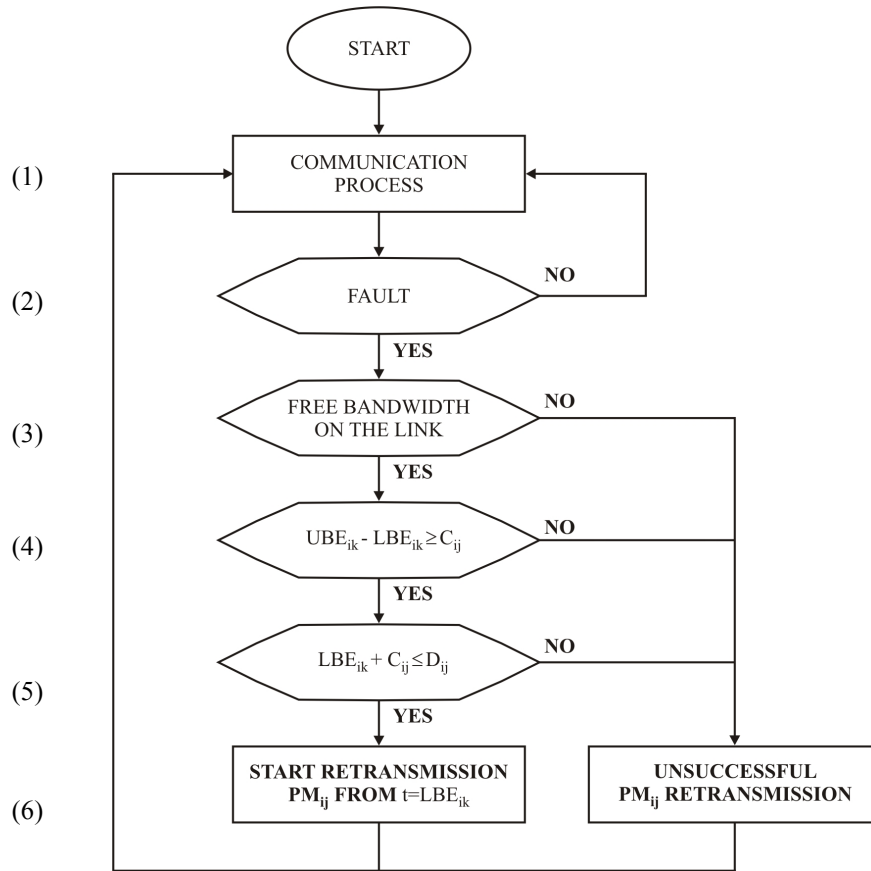 START
(1)
COMMUNICATION
PROCESS
(2)
FAULT
NO
YES
(3)
FREE BANDWIDTH
ON THE LINK
NO
YES
(4)
UBE_ik - LBE_ik ≥ C_ij
NO
YES
(5)
LBE_ik + C_ij ≤ D_ij
NO
YES
(6)
START RETRANSMISSION
PM_ij FROM t=LBE_ik
UNSUCCESSFUL
PM_ij RETRANSMISSION